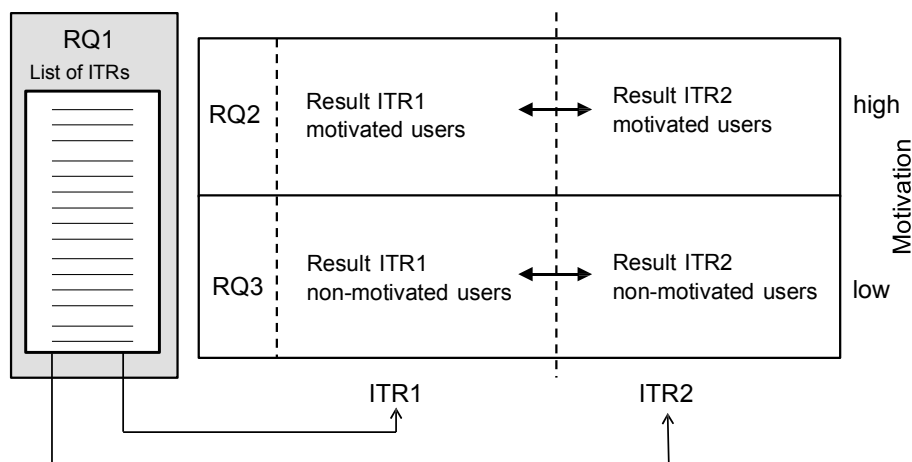 RQ1
List of ITRs
RQ2
Result ITR1
motivated users
Result ITR2
motivated users
high
RQ3
Result ITR1
non-motivated users
Result ITR2
non-motivated users
low
Motivation
ITR1
ITR2